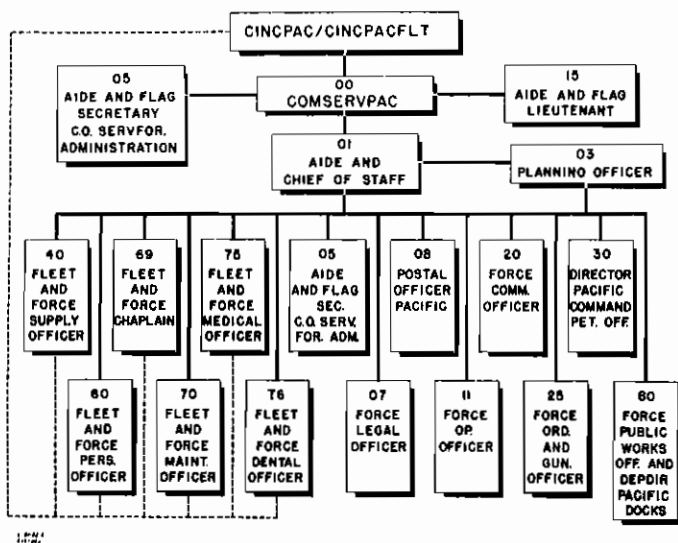 CINCPAC/CINCPACFLT
05
AIDE AND FLAG
SECRETARY
C.O. SERVFOR.
ADMINISTRATION
00
COMSERVPAC
15
AIDE AND FLAG
LIEUTENANT
01
AIDE AND
CHIEF OF STAFF
03
PLANNING OFFICER
40
FLEET
AND
FORCE
SUPPLY
OFFICER
69
FLEET
AND
FORCE
CHAPLAIN
75
FLEET
AND
FORCE
MEDICAL
OFFICER
05
AIDE
AND FLAG
SEC.
C.O. SERV.
FOR. ADM.
08
POSTAL
OFFICER
PACIFIC
20
FORCE
COMM.
OFFICER
30
DIRECTOR
PACIFIC
COMMAND
PET. OFF.
60
FLEET
AND
FORCE
PERS.
OFFICER
70
FLEET
AND
FORCE
MAINT.
OFFICER
76
FLEET
AND
FORCE
DENTAL
OFFICER
07
FORCE
LEGAL
OFFICER
11
FORCE
OP.
OFFICER
25
FORCE
ORD.
AND
GUN.
OFFICER
60
FORCE
PUBLIC
WORKS
OFF. AND
DEPDIR
PACIFIC
DOCKS